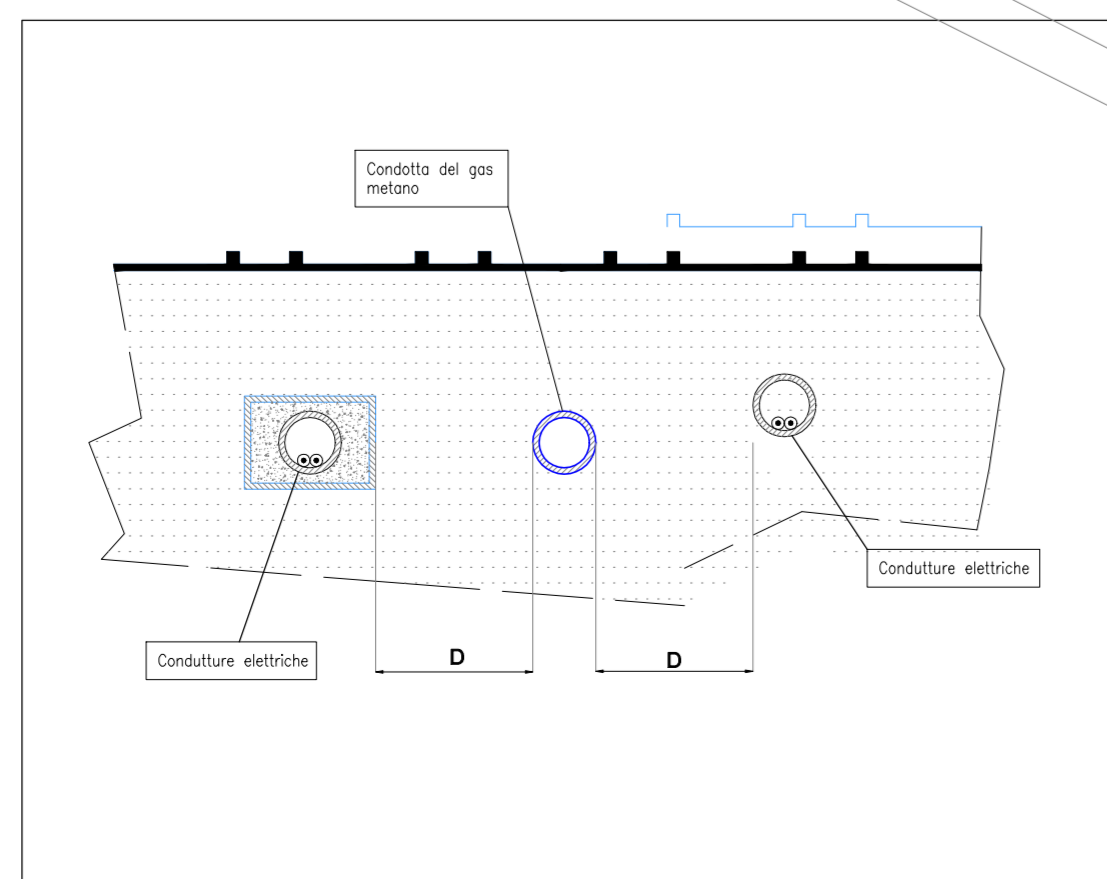 Condotta del gas
metano
Condutture elettriche
Condutture elettriche
D
D